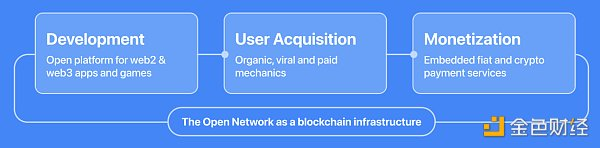 Development
Open platform for web2 &
web3 apps and games
User Acquisition
Organic, viral and paid
mechanics
Monetization
Embedded fiat and crypto
payment services
The Open Network as a blockchain infrastructure
金色财经